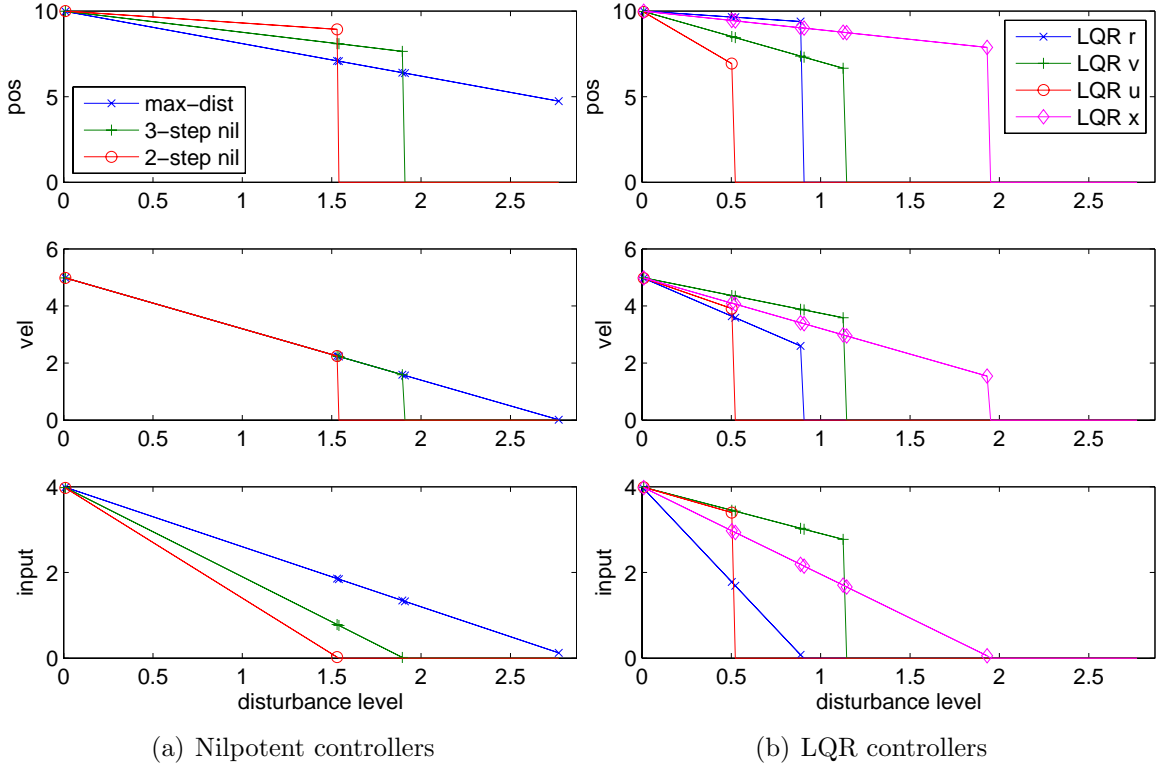 10
5
0
pos
max-dist
3-step nil
2-step nil
0 0.5 1 1.5 2 2.5
6
4
2
0
vel
0 0.5 1 1.5 2 2.5
4
2
0
input
0 0.5 1 1.5 2 2.5
disturbance level
(a) Nilpotent controllers
10
5
0
pos
LQR r
LQR v
LQR u
LQR x
0 0.5 1 1.5 2 2.5
6
4
2
0
vel
0 0.5 1 1.5 2 2.5
4
2
0
input
0 0.5 1 1.5 2 2.5
disturbance level
(b) LQR controllers